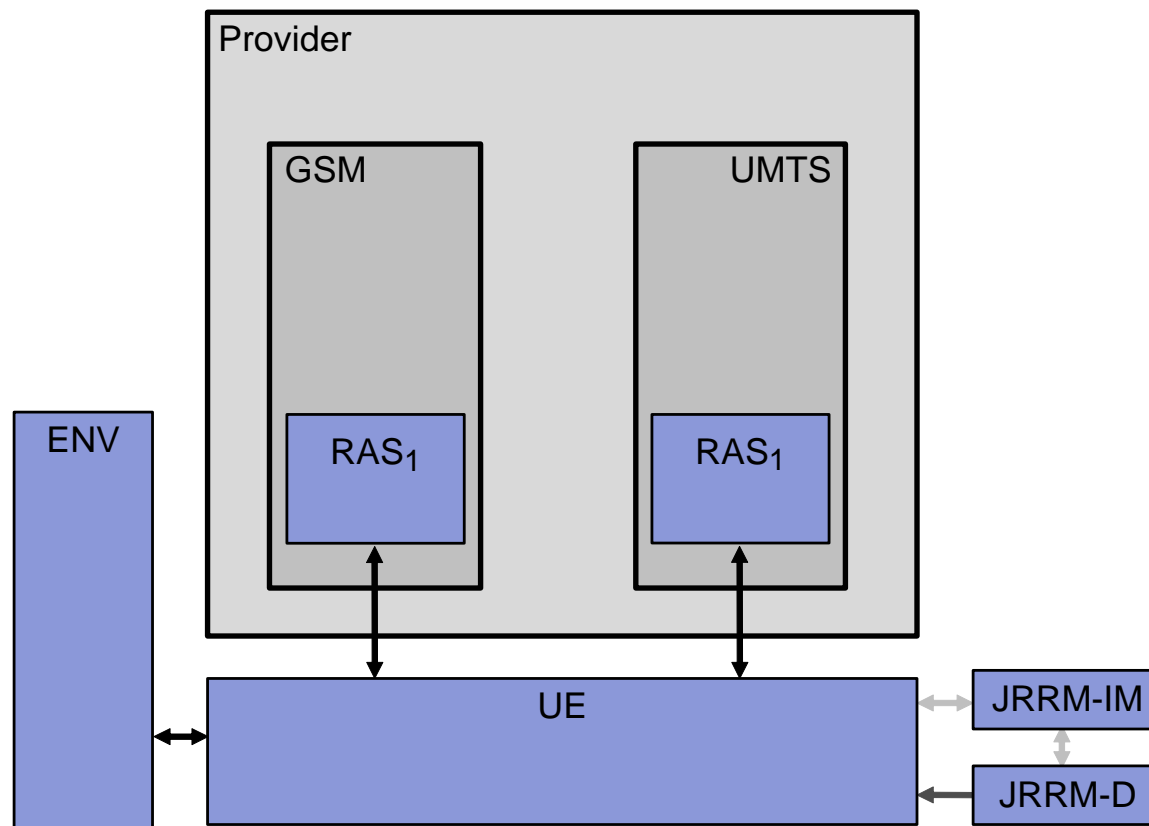 Provider
GSM
UMTS
RAS₁
RAS₁
ENV
UE
JRRM-IM
JRRM-D